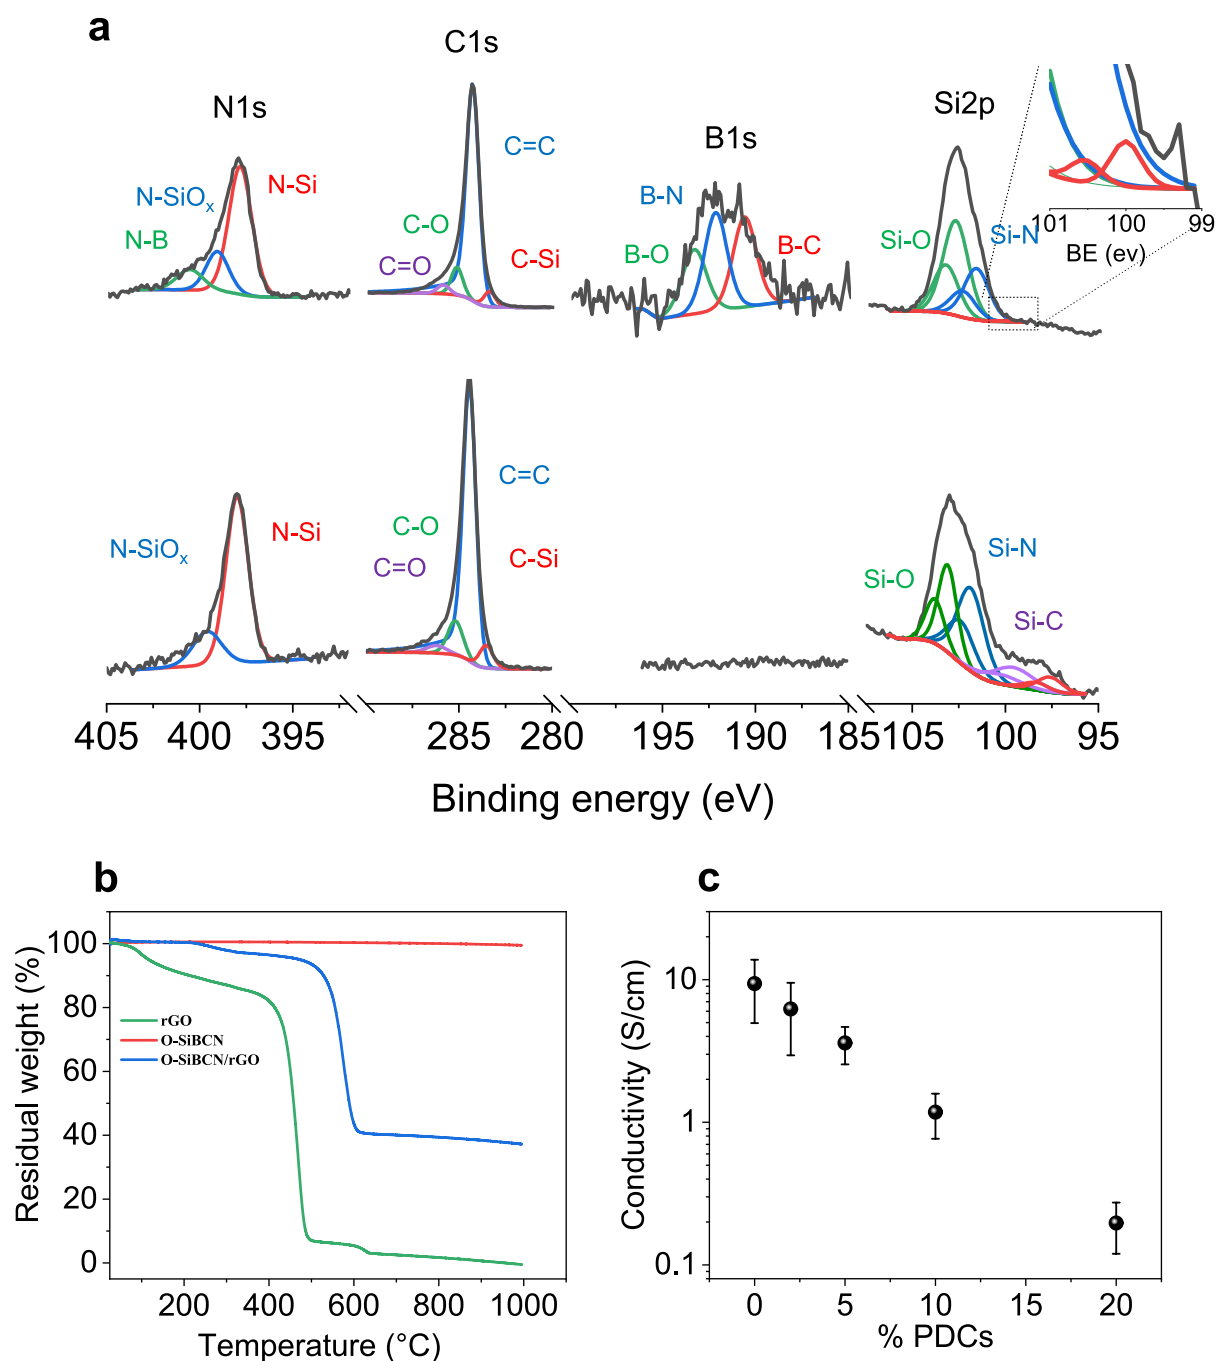 a
N1s
C1s
B1s
Si2p
N-SiOx
N-Si
N-B
C=C
C-O
C=O
C-Si
B-N
B-O
B-C
Si-O
Si-N
101 100 99
BE (ev)
N-SiOx
N-Si
C=C
C-O
C=O
C-Si
Si-N
Si-O
Si-C
405 400 395 285 280 195 190 185 105 100 95
Binding energy (eV)
b
Residual weight (%)
100
80
60
40
20
0
rGO
O-SiBCN
O-SiBCN/rGO
200 400 600 800 1000
Temperature (°C)
c
Conductivity (S/cm)
10
1
0.1
0 5 10 15 20
% PDCs